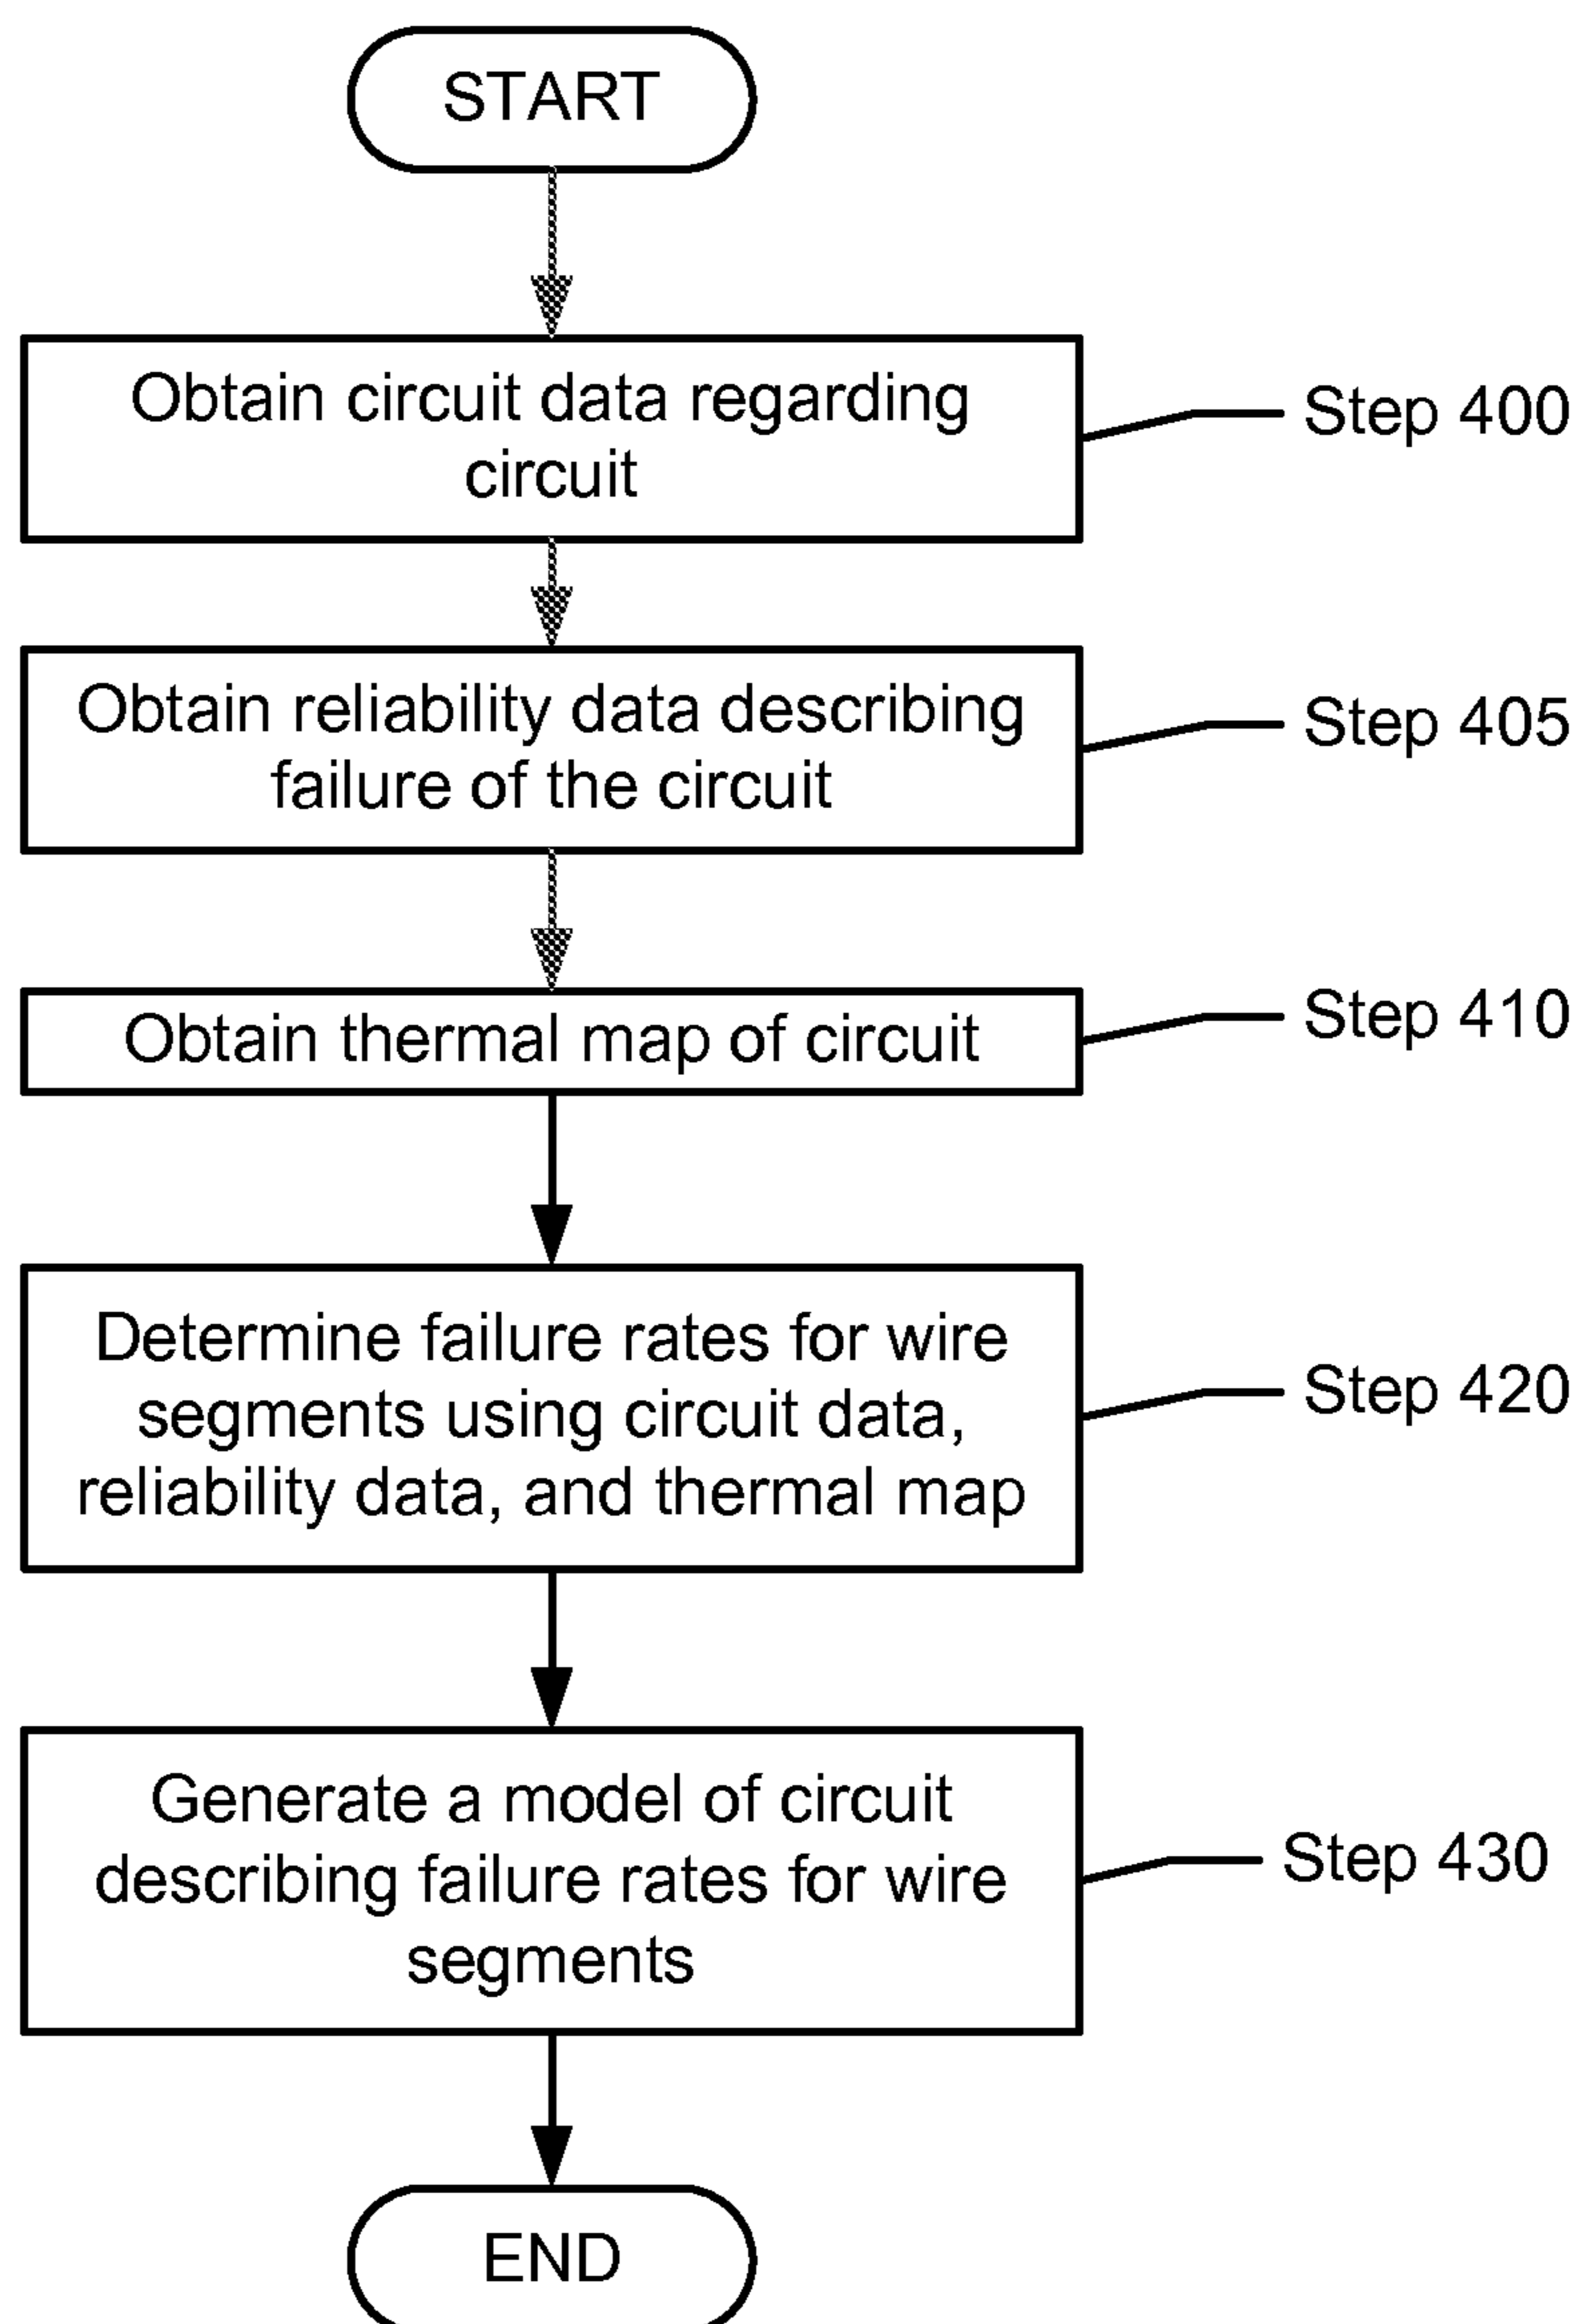 START
Obtain circuit data regarding
circuit
Step 400
Obtain reliability data describing
failure of the circuit
Step 405
Obtain thermal map of circuit
Step 410
Determine failure rates for wire
segments using circuit data,
reliability data, and thermal map
Step 420
Generate a model of circuit
describing failure rates for wire
segments
Step 430
END